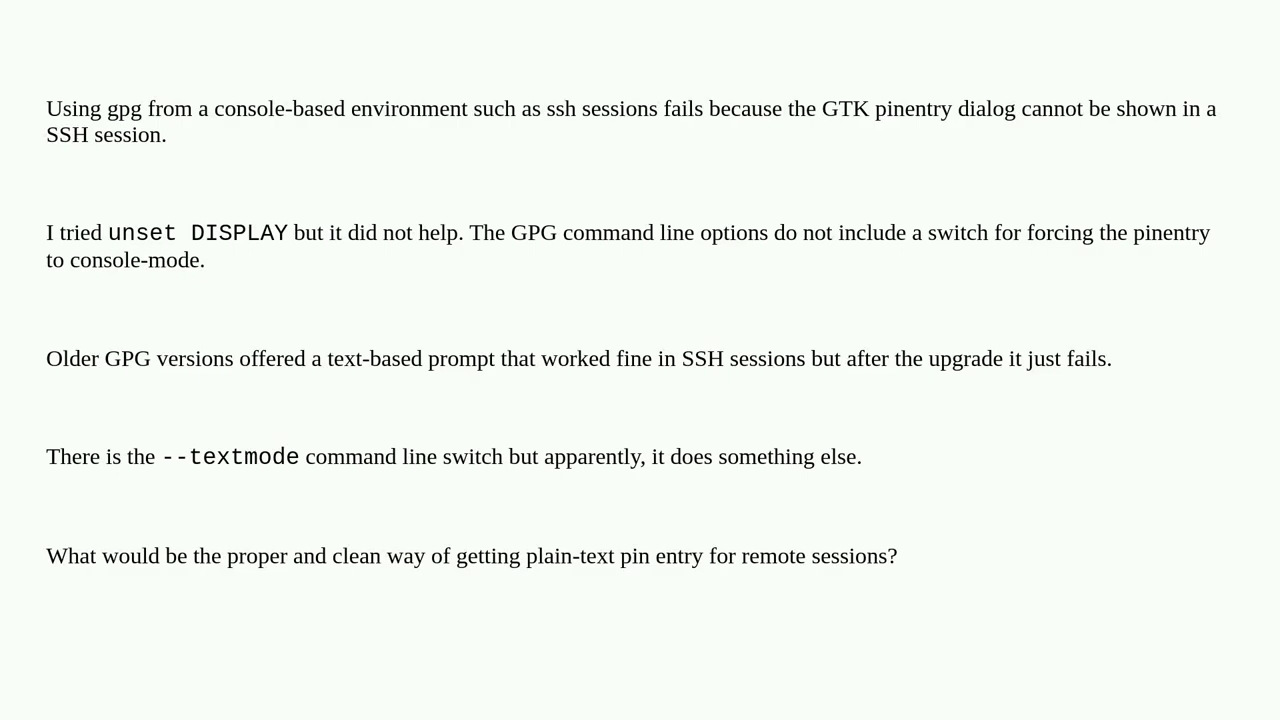 Using gpg from a console-based environment such as ssh sessions fails because the GTK pinentry dialog cannot be shown in a
SSH session.
I tried unset DISPLAY but it did not help. The GPG command line options do not include a switch for forcing the pinentry
to console-mode.
Older GPG versions offered a text-based prompt that worked fine in SSH sessions but after the upgrade it just fails.
There is the --textmode command line switch but apparently, it does something else.
What would be the proper and clean way of getting plain-text pin entry for remote sessions?